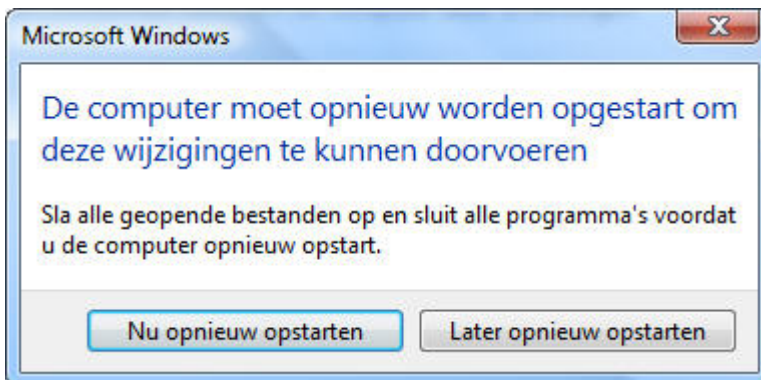 Microsoft Windows
De computer moet opnieuw worden opgestart om
deze wijzigingen te kunnen doorvoeren
Sla alle geopende bestanden op en sluit alle programma's voordat
u de computer opnieuw opstart.
Nu opnieuw opstarten Later opnieuw opstarten